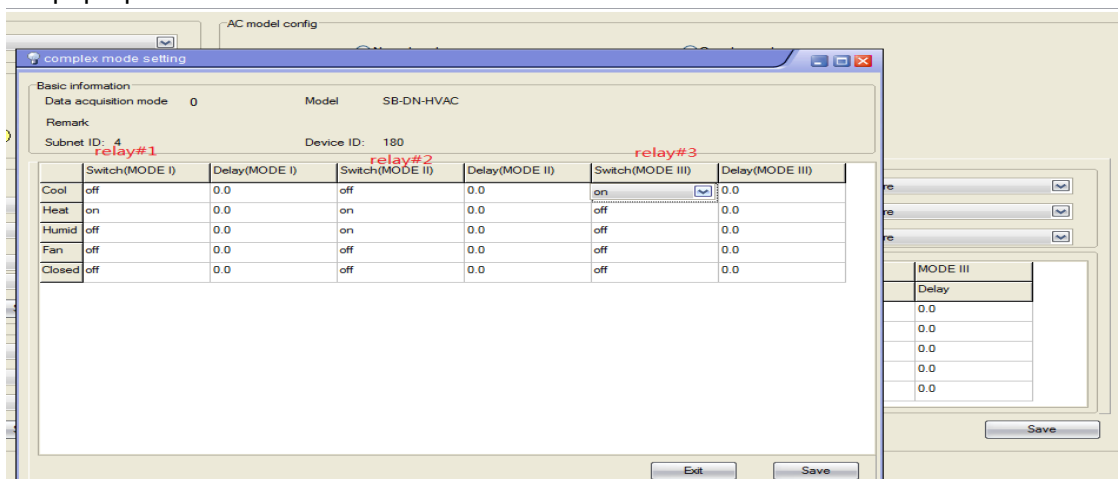 AC model config
complex mode setting
Basic information
Data acquisition mode 0 Model SB-DN-HVAC
Remark
Subnet ID: 4 Device ID: 180
relay#1 relay#2 relay#3
Switch(MODE I) Delay(MODE I) Switch(MODE II) Delay(MODE II) Switch(MODE III) Delay(MODE III)
Cool off 0.0 off 0.0 on 0.0
Heat on 0.0 on 0.0 off 0.0
Humid off 0.0 on 0.0 off 0.0
Fan off 0.0 off 0.0 off 0.0
Closed off 0.0 off 0.0 off 0.0
re
re
re
MODE III
Delay
0.0
0.0
0.0
0.0
0.0
Save
Exit Save